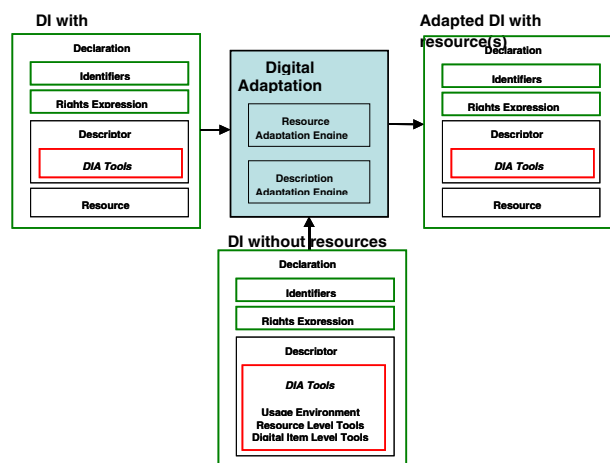 DI with
Declaration
Identifiers
Rights Expression
Descriptor
DIA Tools
Resource
Digital
Adaptation
Resource
Adaptation Engine
Description
Adaptation Engine
Adapted DI with
resource(s)
Declaration
Identifiers
Rights Expression
Descriptor
DIA Tools
Resource
DI without resources
Declaration
Identifiers
Rights Expression
Descriptor
DIA Tools
Usage Environment
Resource Level Tools
Digital Item Level Tools